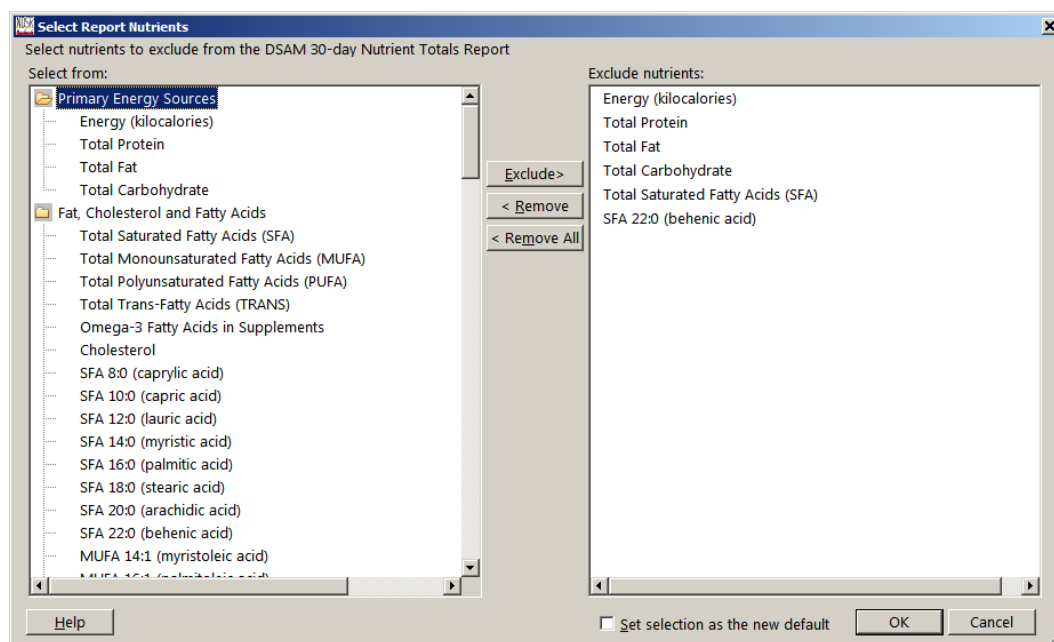 Select Report Nutrients
Select nutrients to exclude from the DSAM 30-day Nutrient Totals Report
Select from:
Primary Energy Sources
Energy (kilocalories)
Total Protein
Total Fat
Total Carbohydrate
Fat, Cholesterol and Fatty Acids
Total Saturated Fatty Acids (SFA)
Total Monounsaturated Fatty Acids (MUFA)
Total Polyunsaturated Fatty Acids (PUFA)
Total Trans-Fatty Acids (TRANS)
Omega-3 Fatty Acids in Supplements
Cholesterol
SFA 8:0 (caprylic acid)
SFA 10:0 (capric acid)
SFA 12:0 (lauric acid)
SFA 14:0 (myristic acid)
SFA 16:0 (palmitic acid)
SFA 18:0 (stearic acid)
SFA 20:0 (arachidic acid)
SFA 22:0 (behenic acid)
MUFA 14:1 (myristoleic acid)
MUFA 16:1 (palmitoleic acid)
Exclude>
< Remove
< Remove All
Exclude nutrients:
Energy (kilocalories)
Total Protein
Total Fat
Total Carbohydrate
Total Saturated Fatty Acids (SFA)
SFA 22:0 (behenic acid)
Help
Set selection as the new default
OK
Cancel